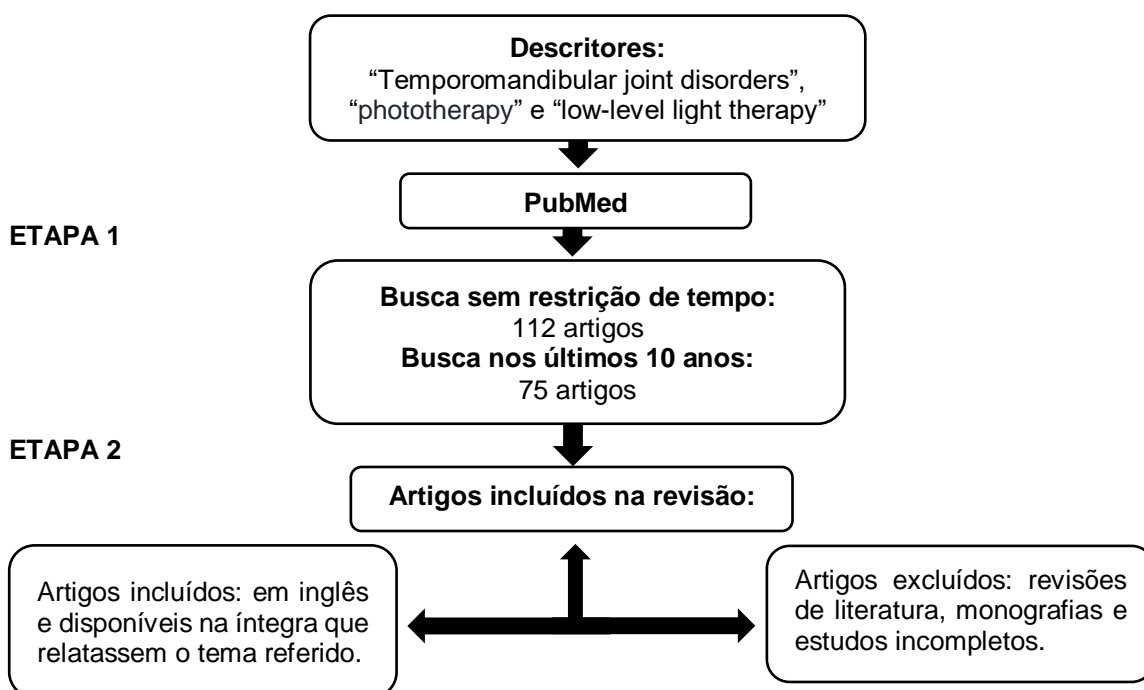 Descritores:
“Temporomandibular joint disorders”,
“phototherapy” e “low-level light therapy”
PubMed
ETAPA 1
Busca sem restrição de tempo:
112 artigos
Busca nos últimos 10 anos:
75 artigos
ETAPA 2
Artigos incluídos na revisão:
Artigos incluídos: em inglês
e disponíveis na íntegra que
relatassem o tema referido.
Artigos excluídos: revisões
de literatura, monografias e
estudos incompletos.